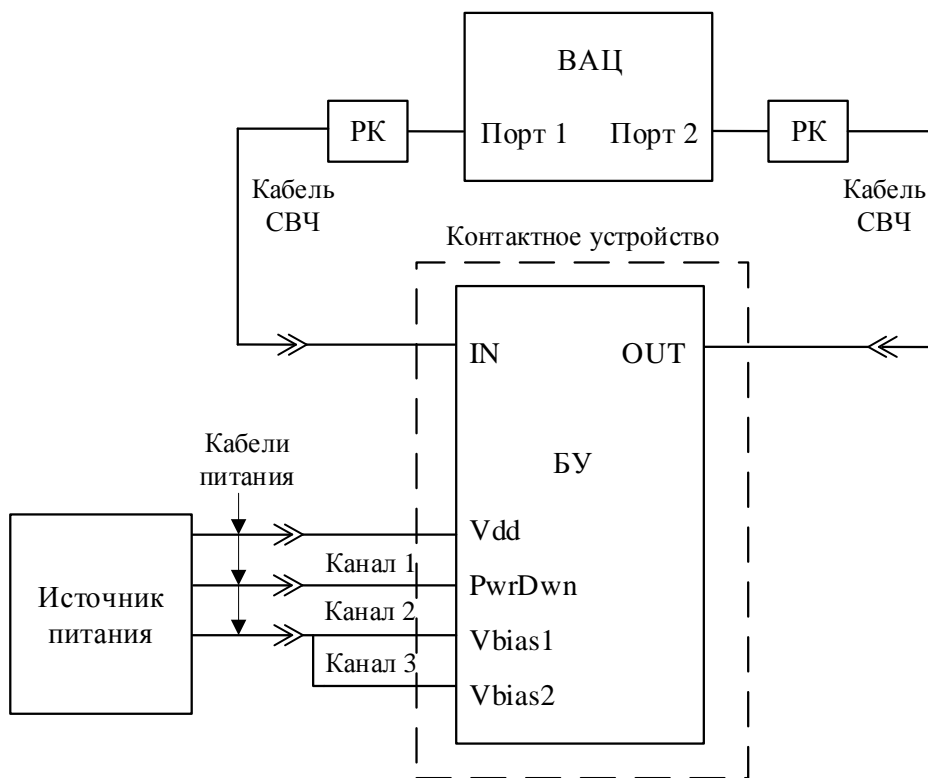 ВАЦ
РК
Порт 1
Порт 2
РК
Кабель
СВЧ
Кабель
СВЧ
Контактное устройство
IN
OUT
Кабели
питания
БУ
Vdd
Канал 1
PwrDwn
Источник
питания
Канал 2
Vbias1
Канал 3
Vbias2